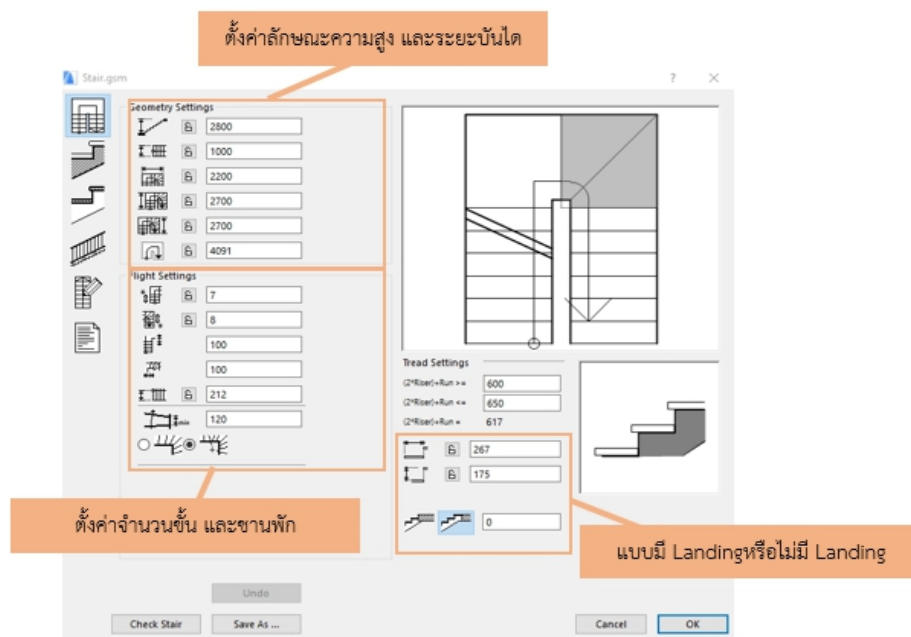 ตั้งค่าลักษณะความสูง และระยะบันได
Stair.gsm
? ×
Geometry Settings
2800
1000
2200
2700
2700
4091
Flight Settings
7
8
100
100
212
min
120
Tread Settings
(2*Riser)+Run >= 600
(2*Riser)+Run <= 650
(2*Riser)+Run = 617
267
175
0
ตั้งค่าจำนวนขั้น และชานพัก
แบบมี Landingหรือไม่มี Landing
Undo
Check Stair
Save As ...
Cancel
OK